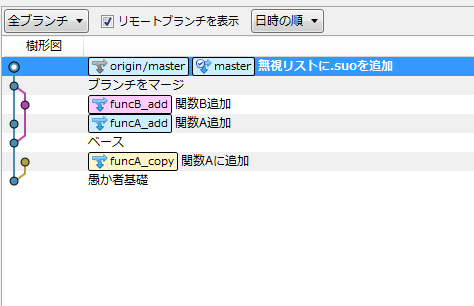 全ブランチ リモートブランチを表示 日時の順
樹形図
origin/master master 無視リストに.suoを追加
ブランチをマージ
funcB_add 関数B追加
funcA_add 関数A追加
ベース
funcA_copy 関数Aに追加
愚か者基礎